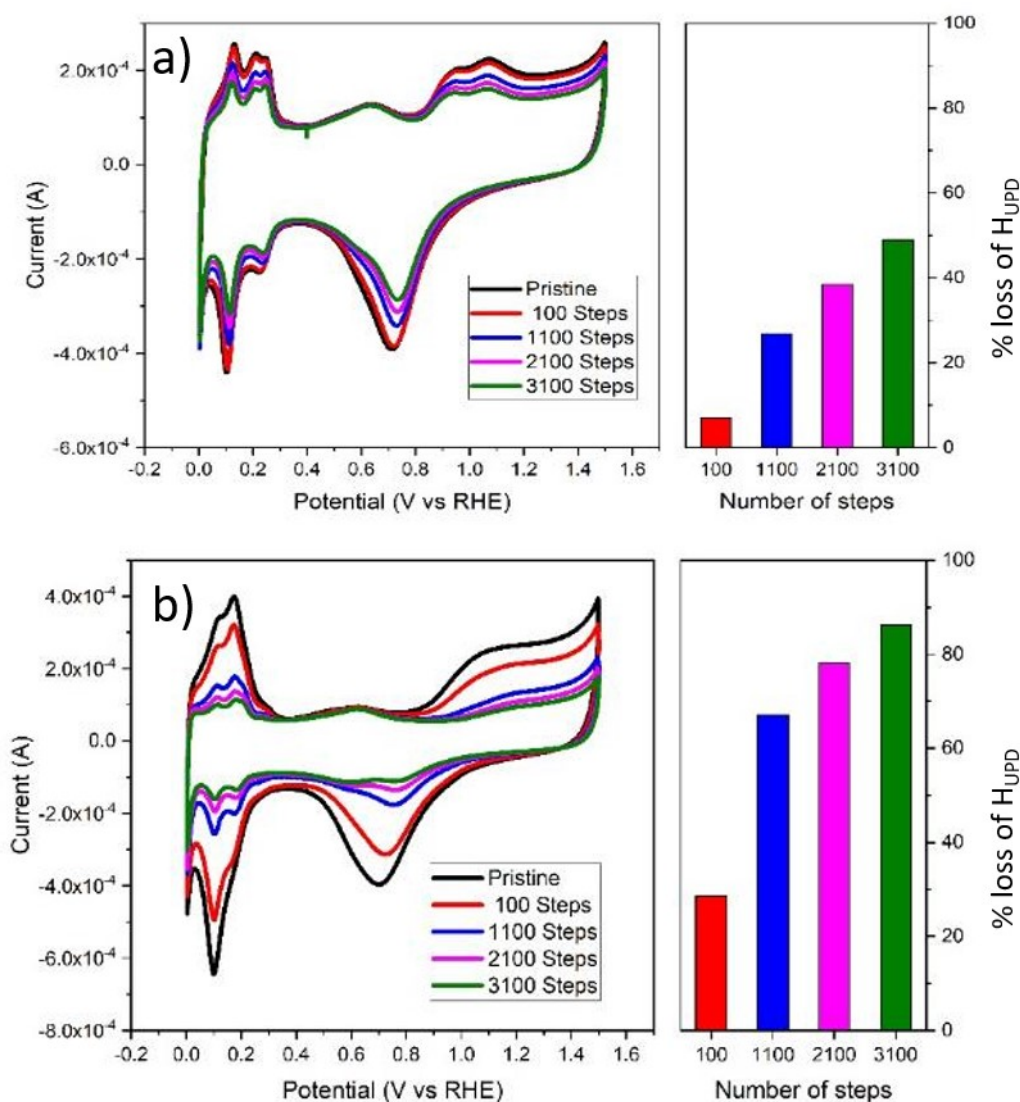 a)
2.0x10-4
0.0
-2.0x10-4
-4.0x10-4
-6.0x10-4
Current (A)
-0.2 0.0 0.2 0.4 0.6 0.8 1.0 1.2 1.4 1.6
Potential (V vs RHE)
Pristine
100 Steps
1100 Steps
2100 Steps
3100 Steps
100
80
60
40
20
0
% loss of HUPD
100 1100 2100 3100
Number of steps
b)
4.0x10-4
2.0x10-4
0.0
-2.0x10-4
-4.0x10-4
-6.0x10-4
-8.0x10-4
Current (A)
-0.2 0.0 0.2 0.4 0.6 0.8 1.0 1.2 1.4 1.6
Potential (V vs RHE)
Pristine
100 Steps
1100 Steps
2100 Steps
3100 Steps
100
80
60
40
20
0
% loss of HUPD
100 1100 2100 3100
Number of steps